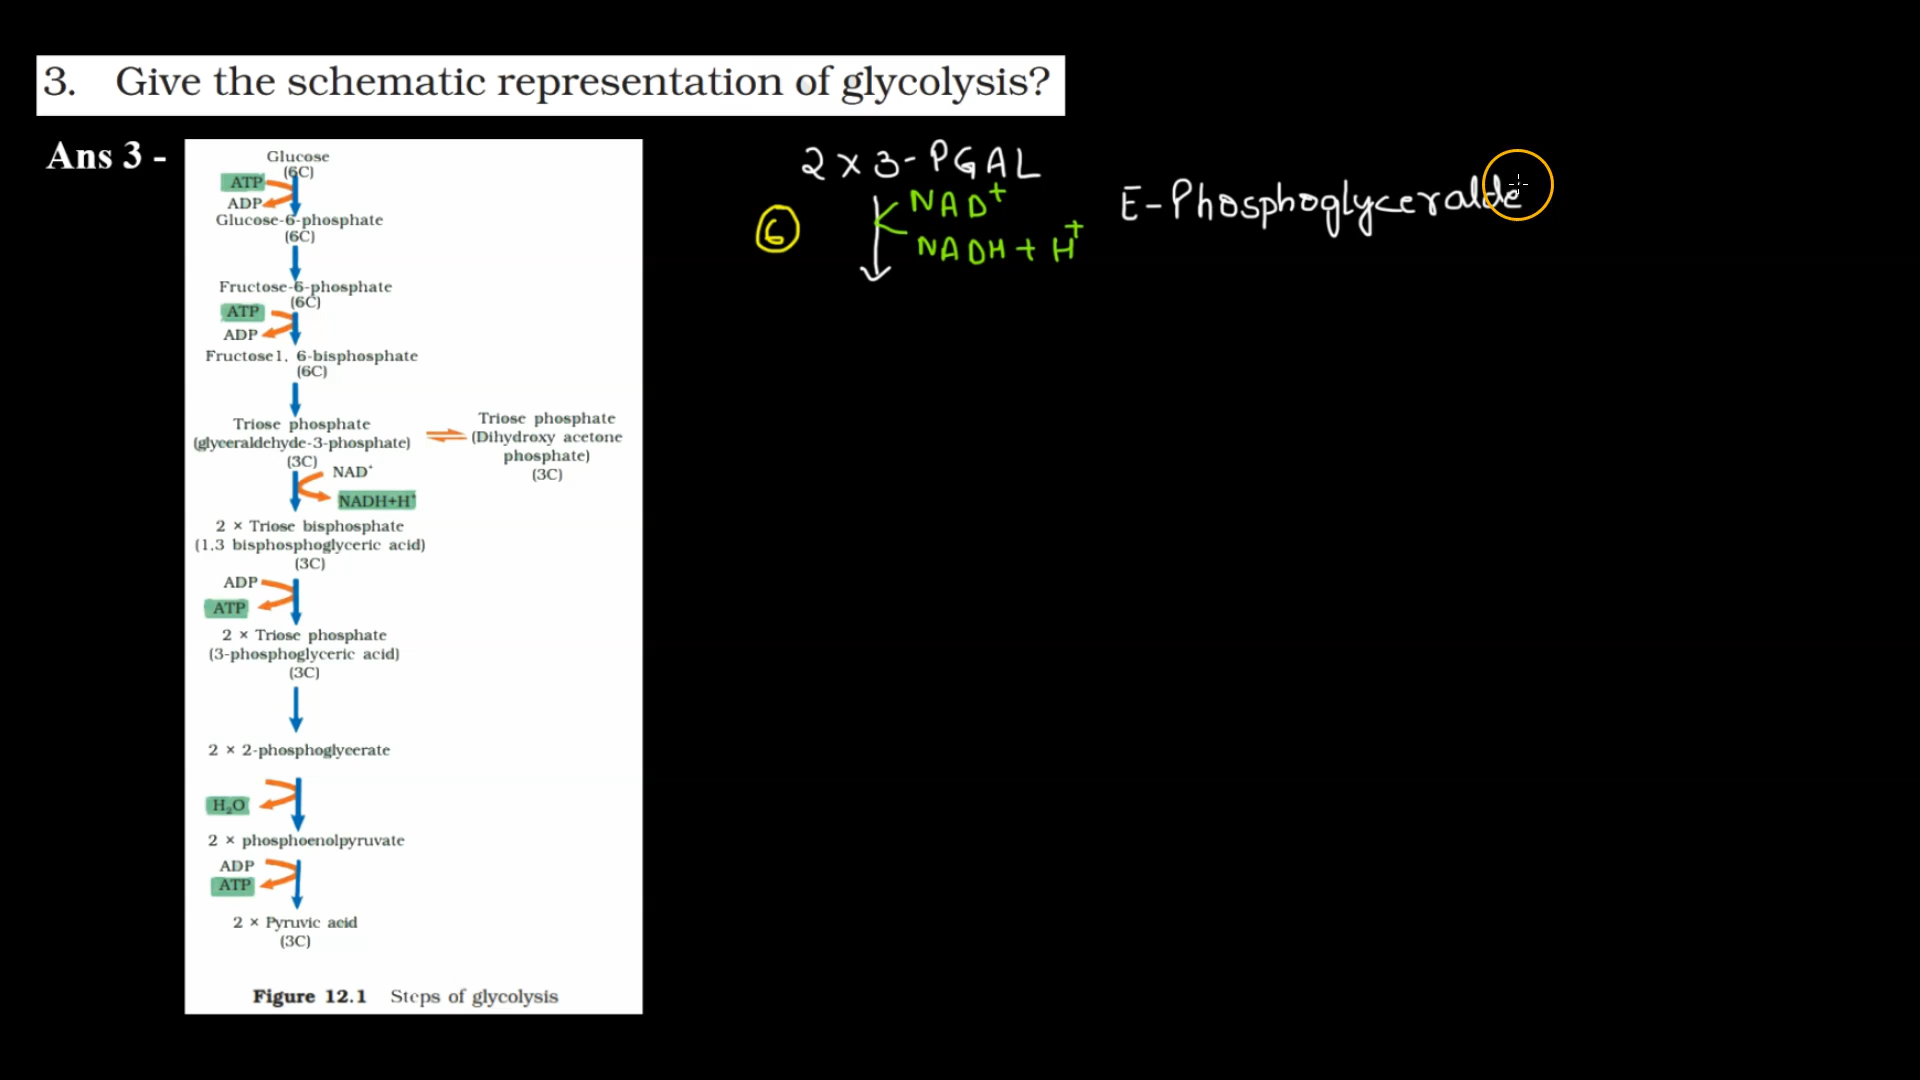 3. Give the schematic representation of glycolysis?
Ans 3 -
Glucose
(6C)
ATP
ADP
Glucose-6-phosphate
(6C)
Fructose-6-phosphate
(6C)
ATP
ADP
Fructose1, 6-bisphosphate
(6C)
Triose phosphate
(glyceraldehyde-3-phosphate)
(3C)
Triose phosphate
(Dihydroxy acetone
phosphate)
(3C)
NAD⁺
NADH+H⁺
2 × Triose bisphosphate
(1,3 bisphosphoglyceric acid)
(3C)
ADP
ATP
2 × Triose phosphate
(3-phosphoglyceric acid)
(3C)
2 × 2-phosphoglycerate
H₂O
2 × phosphoenolpyruvate
ADP
ATP
2 × Pyruvic acid
(3C)
Figure 12.1 Steps of glycolysis
2 × 3-PGAL
6
NAD⁺
NADH + H⁺
E-Phosphoglyceralde